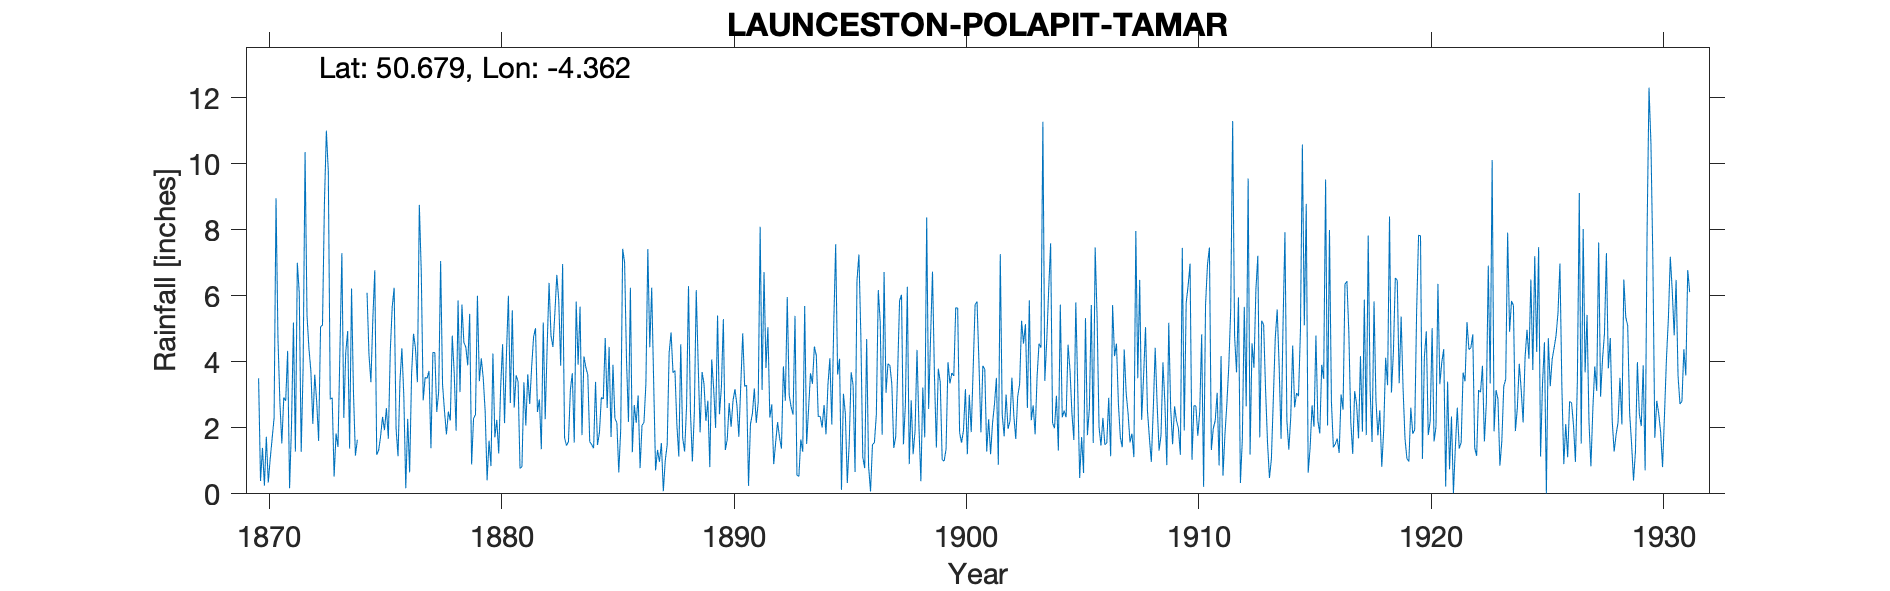 LAUNCESTON-POLAPIT-TAMAR
Lat: 50.679, Lon: -4.362
Rainfall [inches]
12
10
8
6
4
2
0
1870 1880 1890 1900 1910 1920 1930
Year